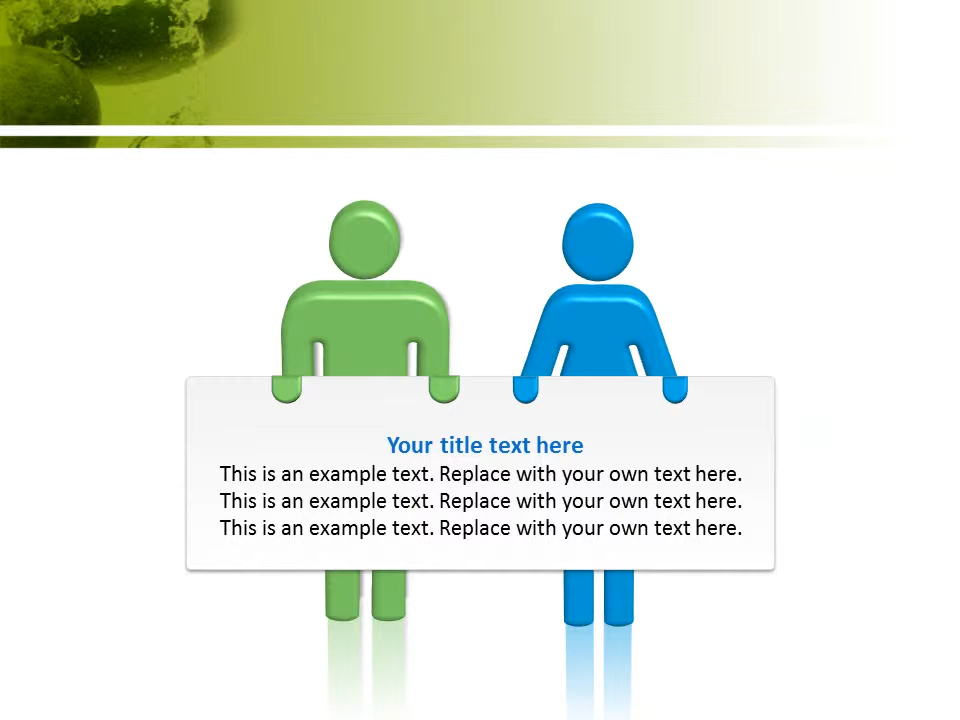 Your title text here
This is an example text. Replace with your own text here.
This is an example text. Replace with your own text here.
This is an example text. Replace with your own text here.